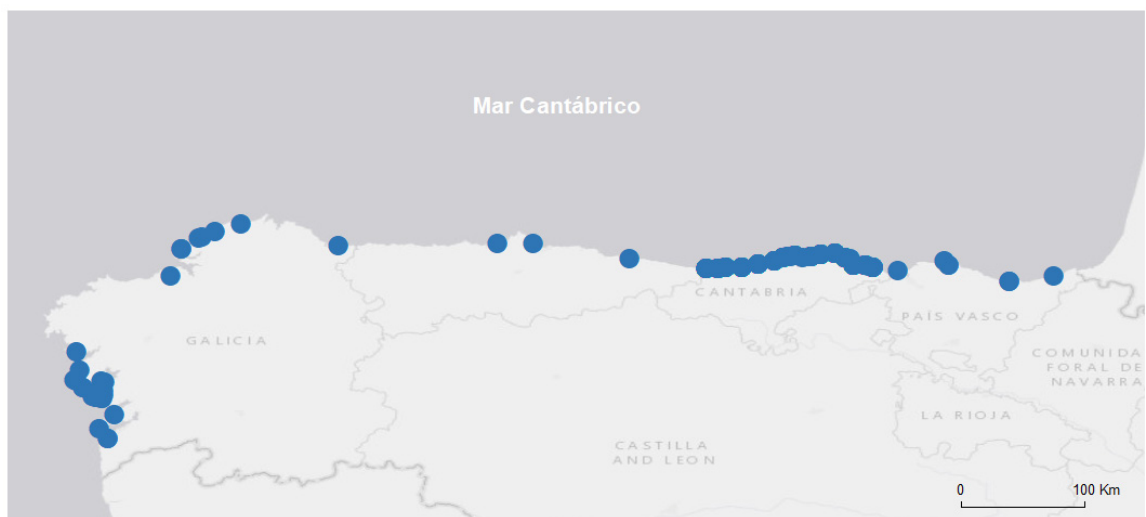 Mar Cantábrico
CANTABRIA
PAÍS VASCO
GALICIA
COMUNIDA
FORAL DE
NAVARRA
LA RIOJA
CASTILLA
AND LEON
0 100 Km